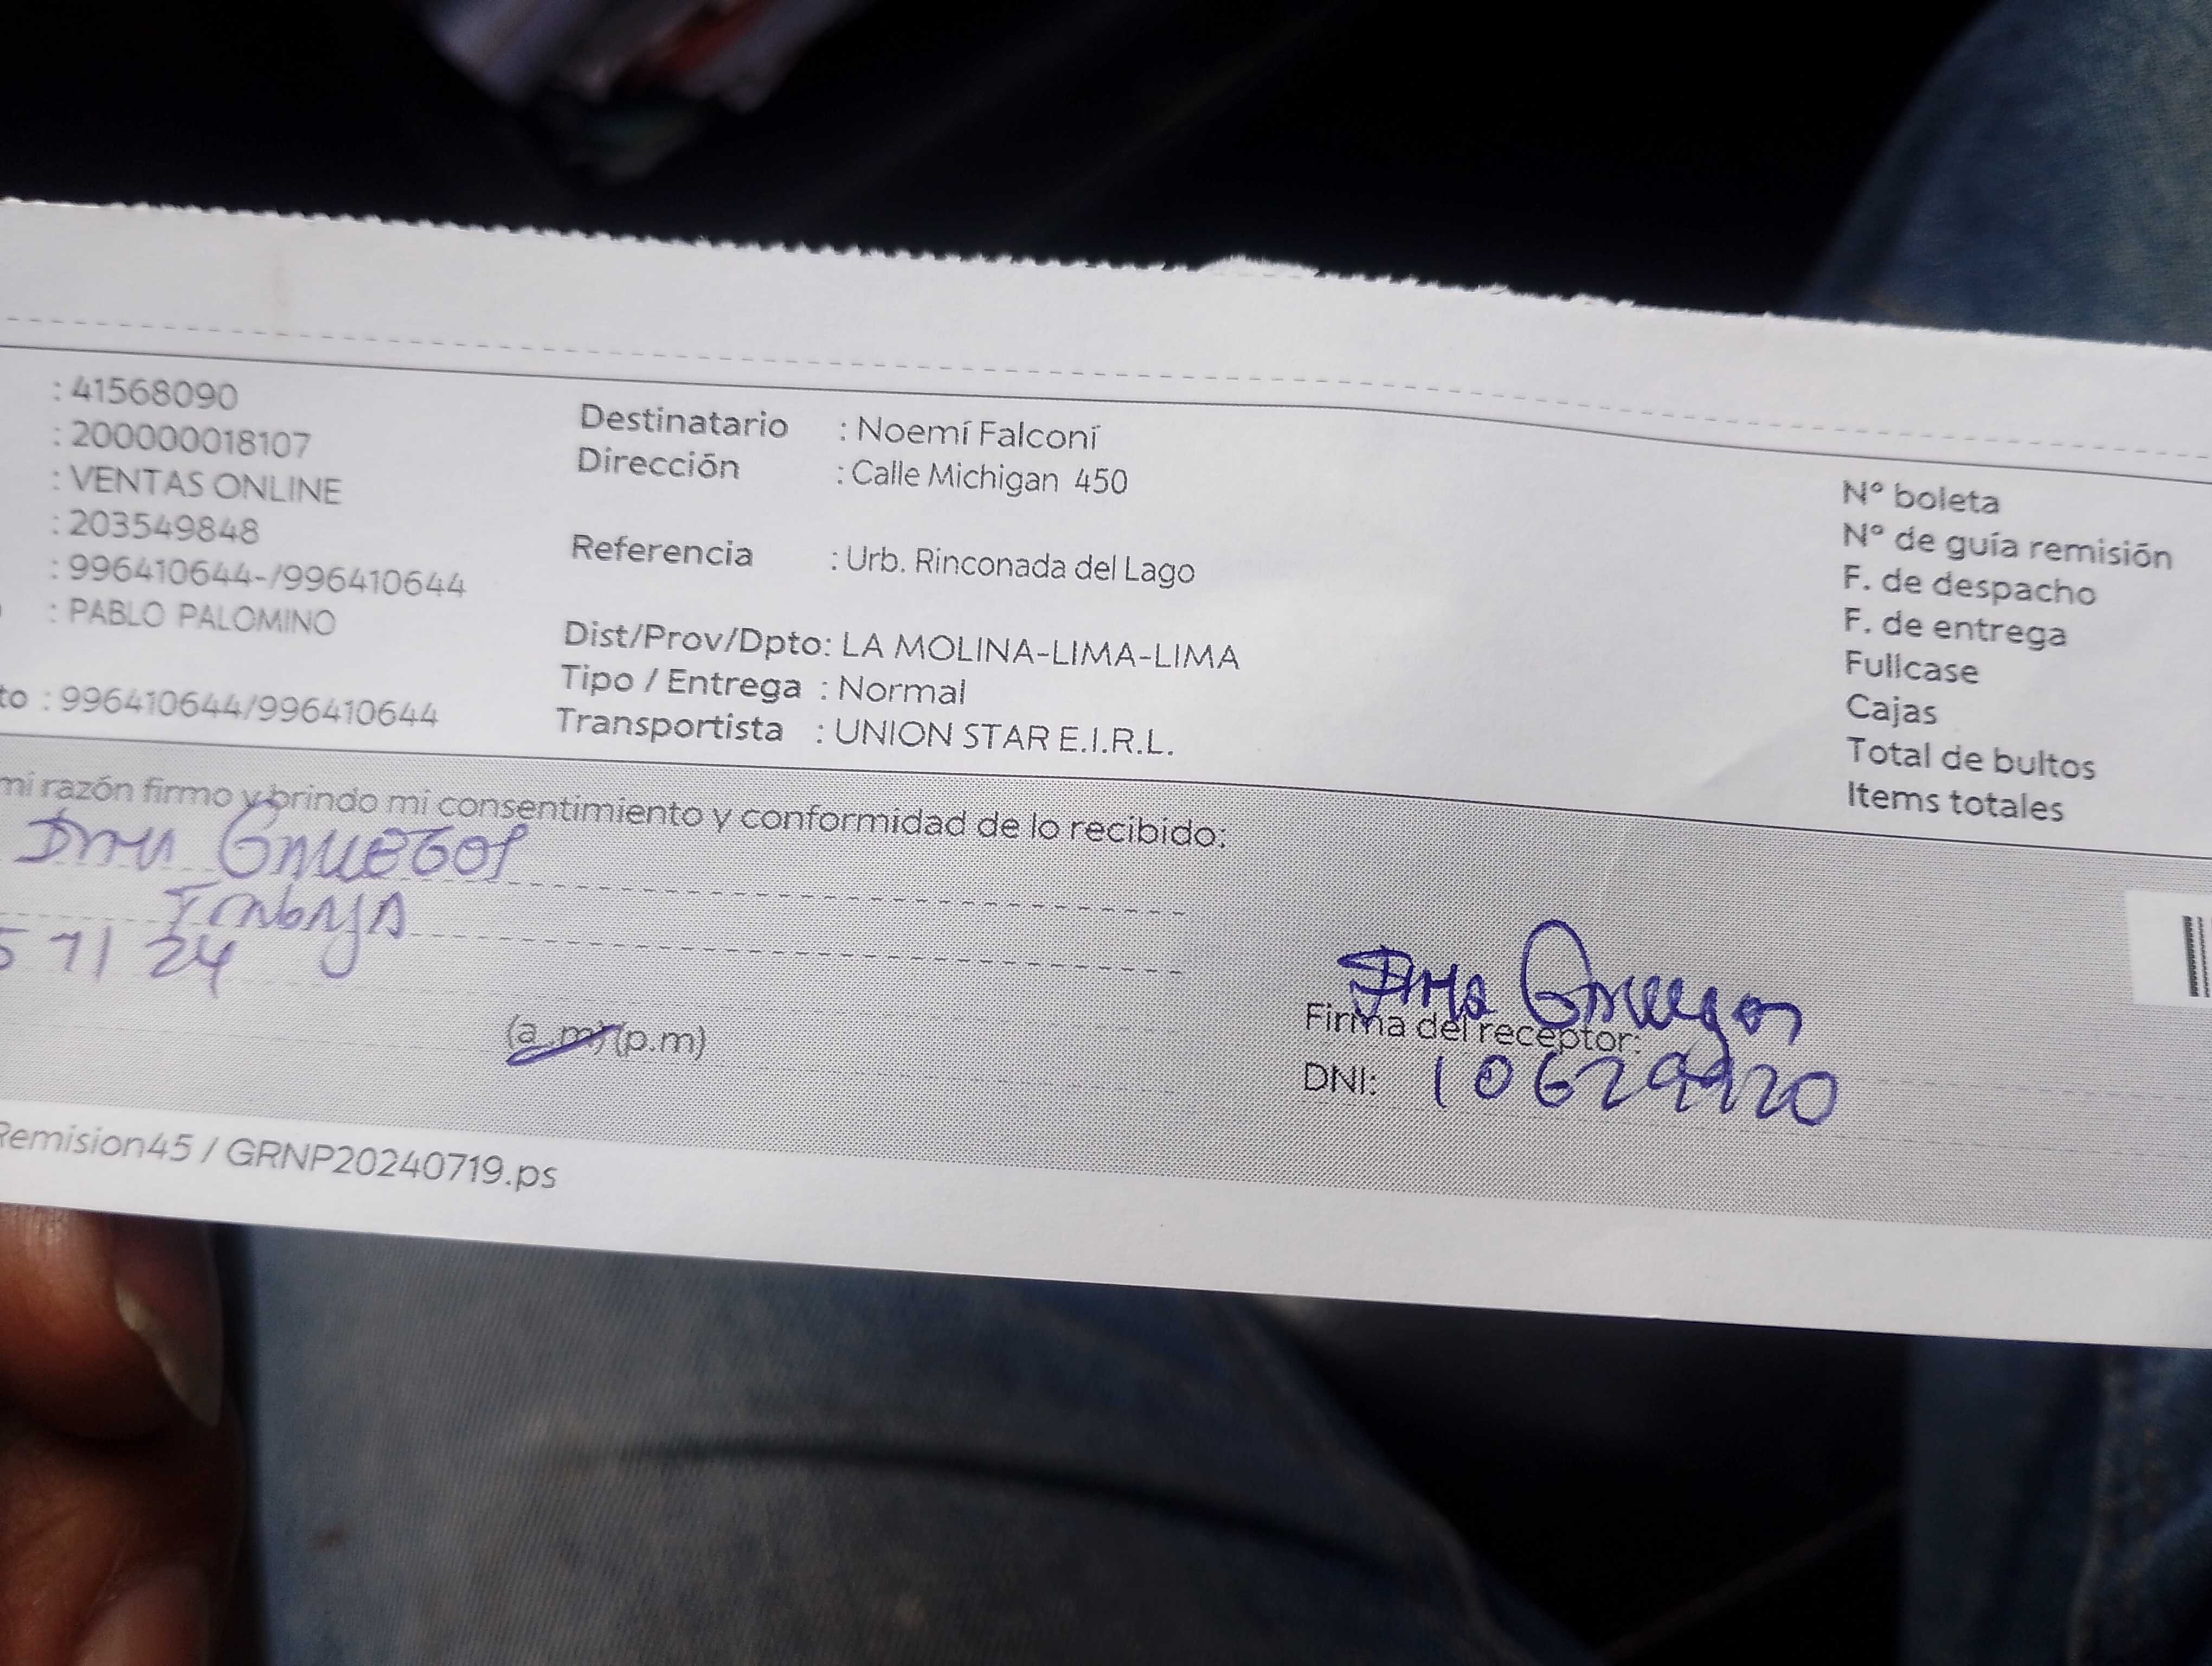 : 41568090
: 200000018107
: VENTAS ONLINE
: 203549848
: 996410644-/996410644
: PABLO PALOMINO
to : 996410644/996410644
Destinatario : Noemí Falconí
Dirección : Calle Michigan 450
Referencia : Urb. Rinconada del Lago
Dist/Prov/Dpto: LA MOLINA-LIMA-LIMA
Tipo / Entrega : Normal
Transportista : UNION STAR E.I.R.L.
N° boleta
N° de guía remisión
F. de despacho
F. de entrega
Fullcase
Cajas
Total de bultos
Items totales
mi razón firmo y brindo mi consentimiento y conformidad de lo recibido:
Trabaja
24
(a.m) (p.m)
Firma del receptor:
DNI: 10629920
Remision45 / GRNP20240719.ps